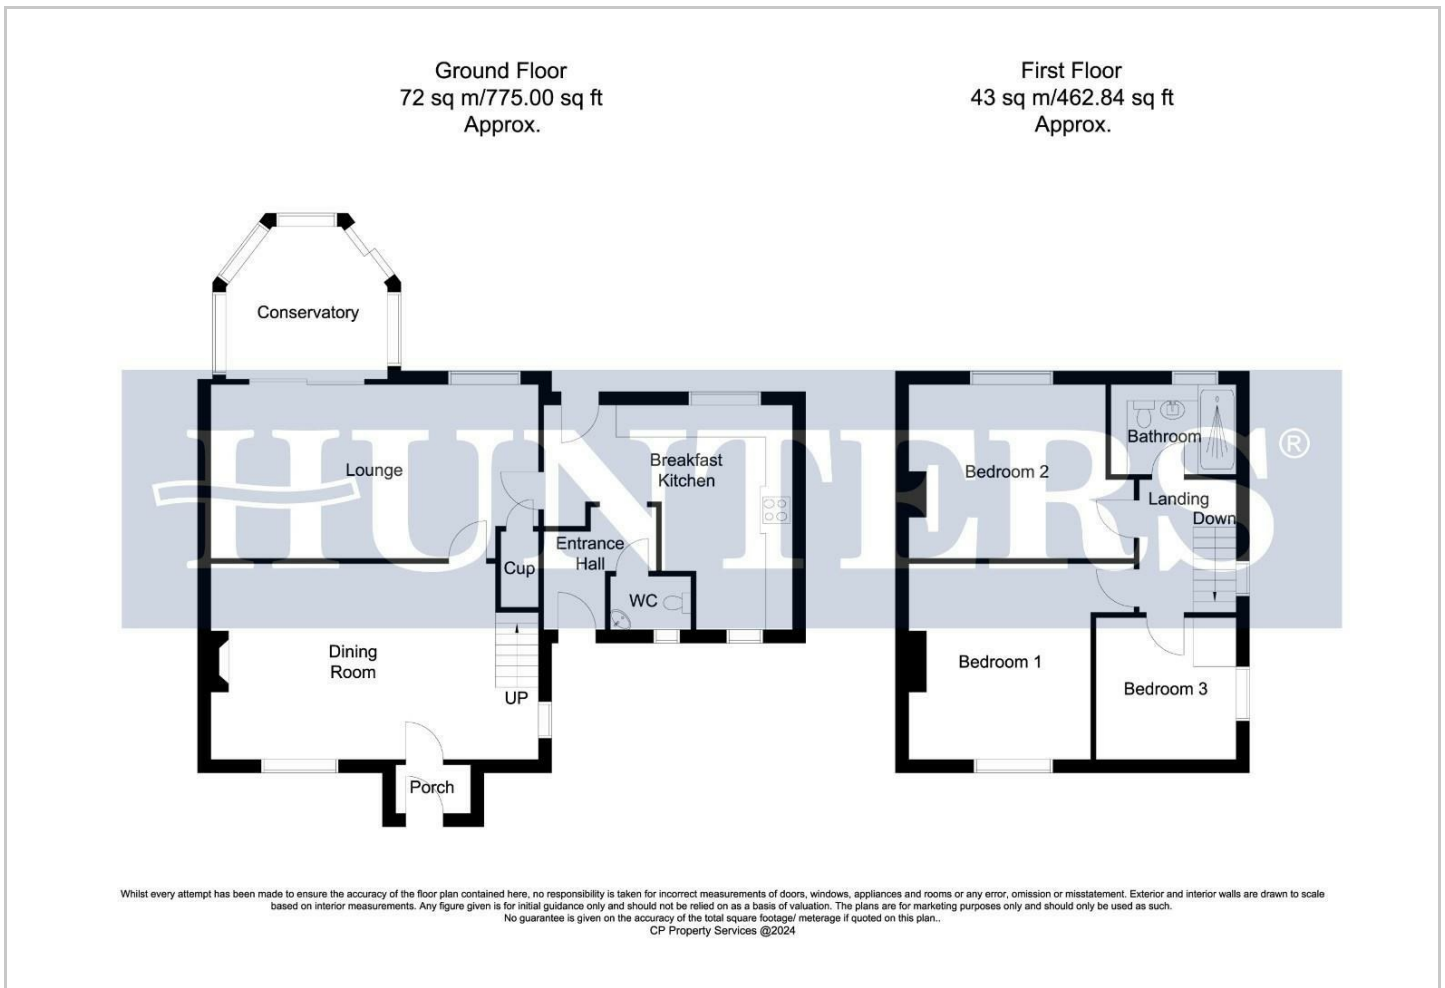 Ground Floor
72 sq m/775.00 sq ft
Approx.
First Floor
43 sq m/462.84 sq ft
Approx.
Conservatory
HUNTERS®
Lounge
Breakfast
Kitchen
Entrance
Hall
Cup
WC
Dining
Room
UP
Porch
Bedroom 2
Bathroom
Landing
Down
Bedroom 1
Bedroom 3
Whilst every attempt has been made to ensure the accuracy of the floor plan contained here, no responsibility is taken for incorrect measurements of doors, windows, appliances and rooms or any error, omission or misstatement. Exterior and interior walls are drawn to scale
based on interior measurements. Any figure given is for initial guidance only and should not be relied on as a basis of valuation. The plans are for marketing purposes only and should only be used as such.
No guarantee is given on the accuracy of the total square footage/ meterage if quoted on this plan..
CP Property Services @2024